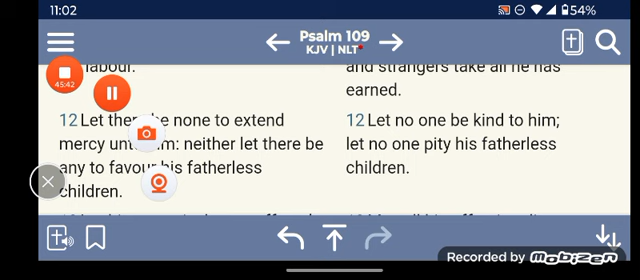 11:02
54%
Psalm 109
KJV | NLT
labour.
and strangers take all he has
earned.
45:42
12 Let there be none to extend
mercy unto him: neither let there be
any to favour his fatherless
children.
12 Let no one be kind to him;
let no one pity his fatherless
children.
Recorded by Mobizen